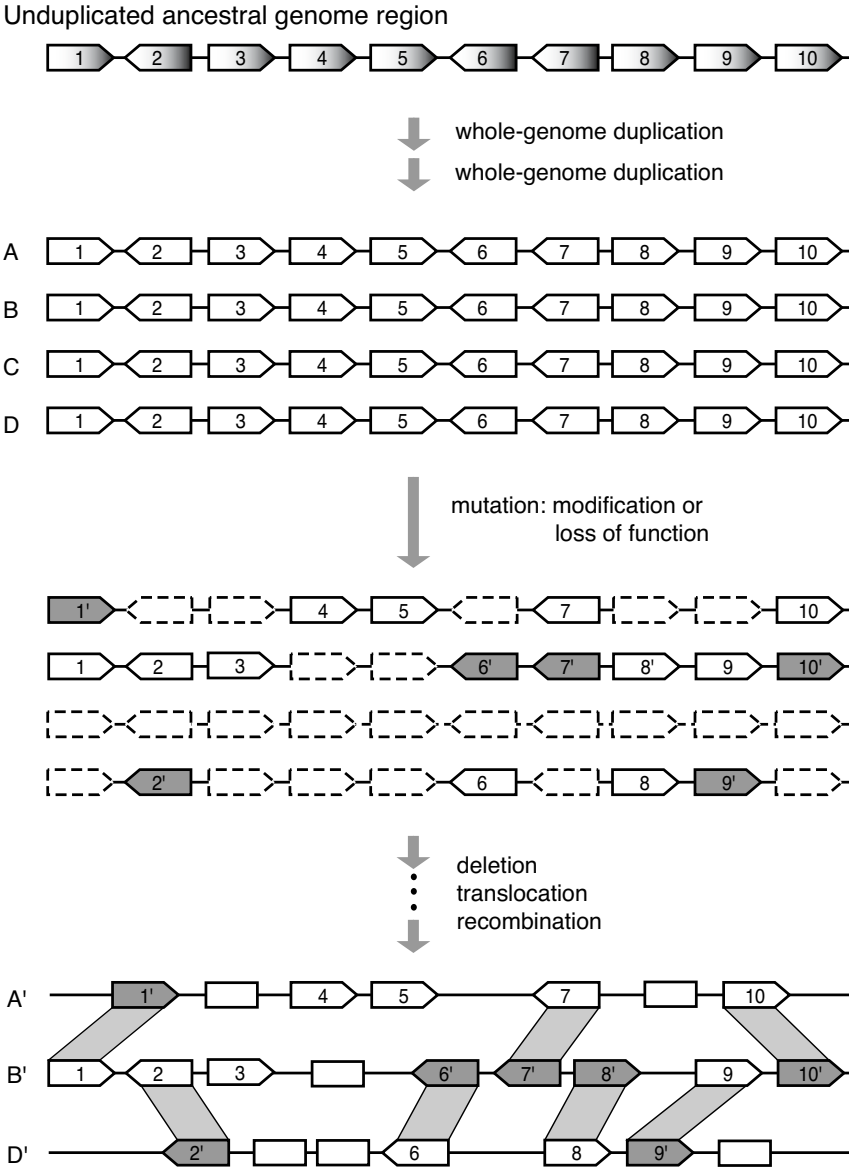 Unduplicated ancestral genome region
1 2 3 4 5 6 7 8 9 10
whole-genome duplication
whole-genome duplication
A 1 2 3 4 5 6 7 8 9 10
B 1 2 3 4 5 6 7 8 9 10
C 1 2 3 4 5 6 7 8 9 10
D 1 2 3 4 5 6 7 8 9 10
mutation: modification or
loss of function
1' 4 5 7 10
1 2 3 6' 7' 8' 9 10'
2' 6 8 9'
deletion
translocation
recombination
A' 1' 4 5 7 10
B' 1 2 3 6' 7' 8' 9 10'
D' 2' 6 8 9'